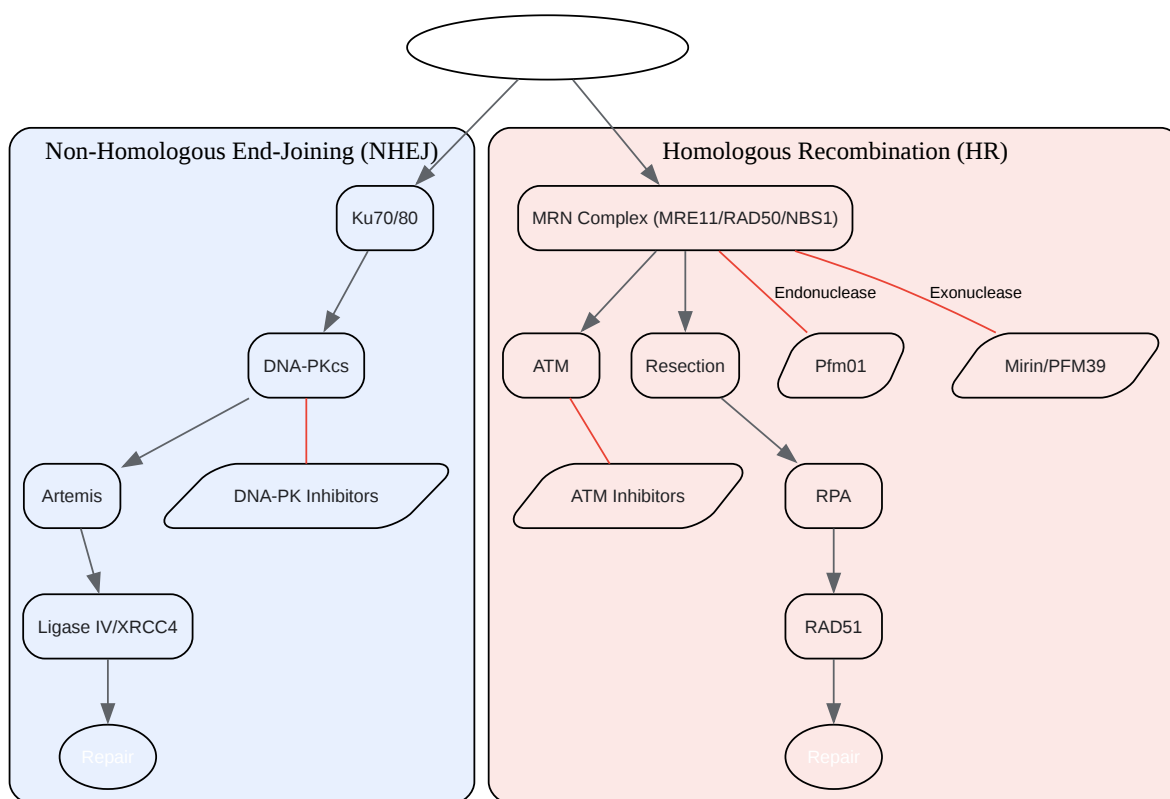 Non-Homologous End-Joining (NHEJ)
Homologous Recombination (HR)
Ku70/80
MRN Complex (MRE11/RAD50/NBS1)
Endonuclease
Exonuclease
DNA-PKcs
ATM
Resection
Pfm01
Mirin/PFM39
Artemis
DNA-PK Inhibitors
ATM Inhibitors
RPA
Ligase IV/XRCC4
RAD51
Repair
Repair